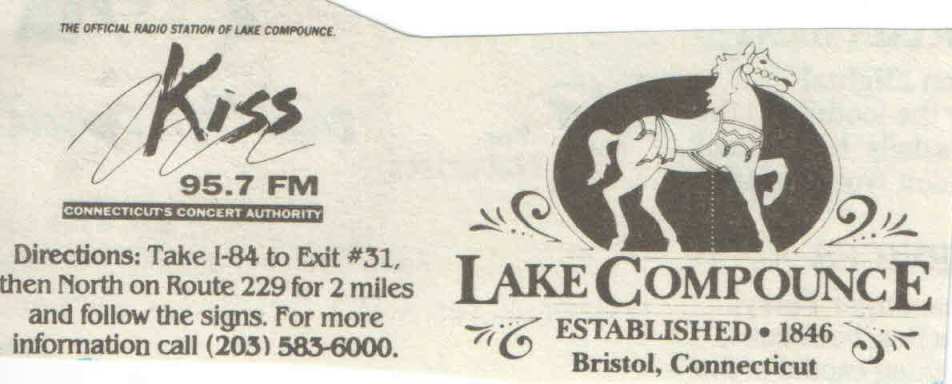 THE OFFICIAL RADIO STATION OF LAKE COMPOUNCE.
Kiss
95.7 FM
CONNECTICUT'S CONCERT AUTHORITY
Directions: Take I-84 to Exit #31,
then North on Route 229 for 2 miles
and follow the signs. For more
information call (203) 583-6000.
LAKE COMPOUNCE
ESTABLISHED • 1846
Bristol, Connecticut